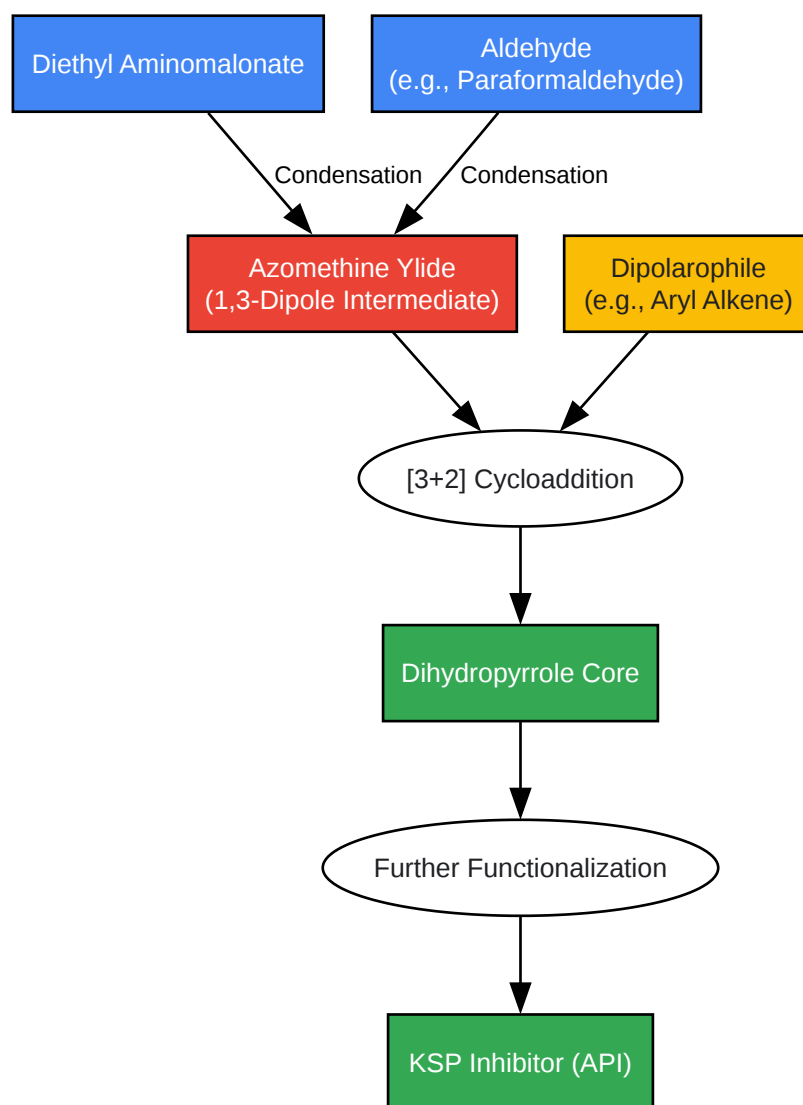 Diethyl Aminomalonate
Aldehyde
(e.g., Paraformaldehyde)
Condensation
Condensation
Azomethine Ylide
(1,3-Dipole Intermediate)
Dipolarophile
(e.g., Aryl Alkene)
[3+2] Cycloaddition
Dihydropyrrole Core
Further Functionalization
KSP Inhibitor (API)